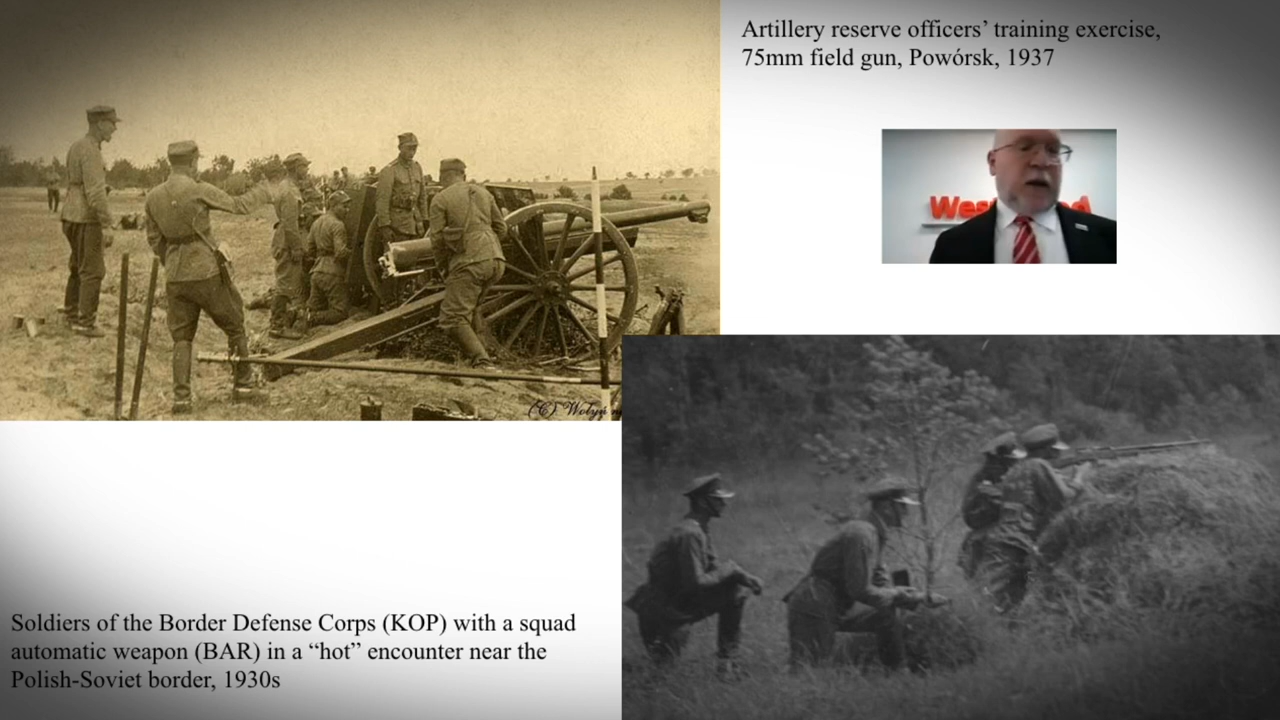 Artillery reserve officers’ training exercise,
75mm field gun, Powórsk, 1937
(C) Wołyń
Soldiers of the Border Defense Corps (KOP) with a squad
automatic weapon (BAR) in a “hot” encounter near the
Polish-Soviet border, 1930s